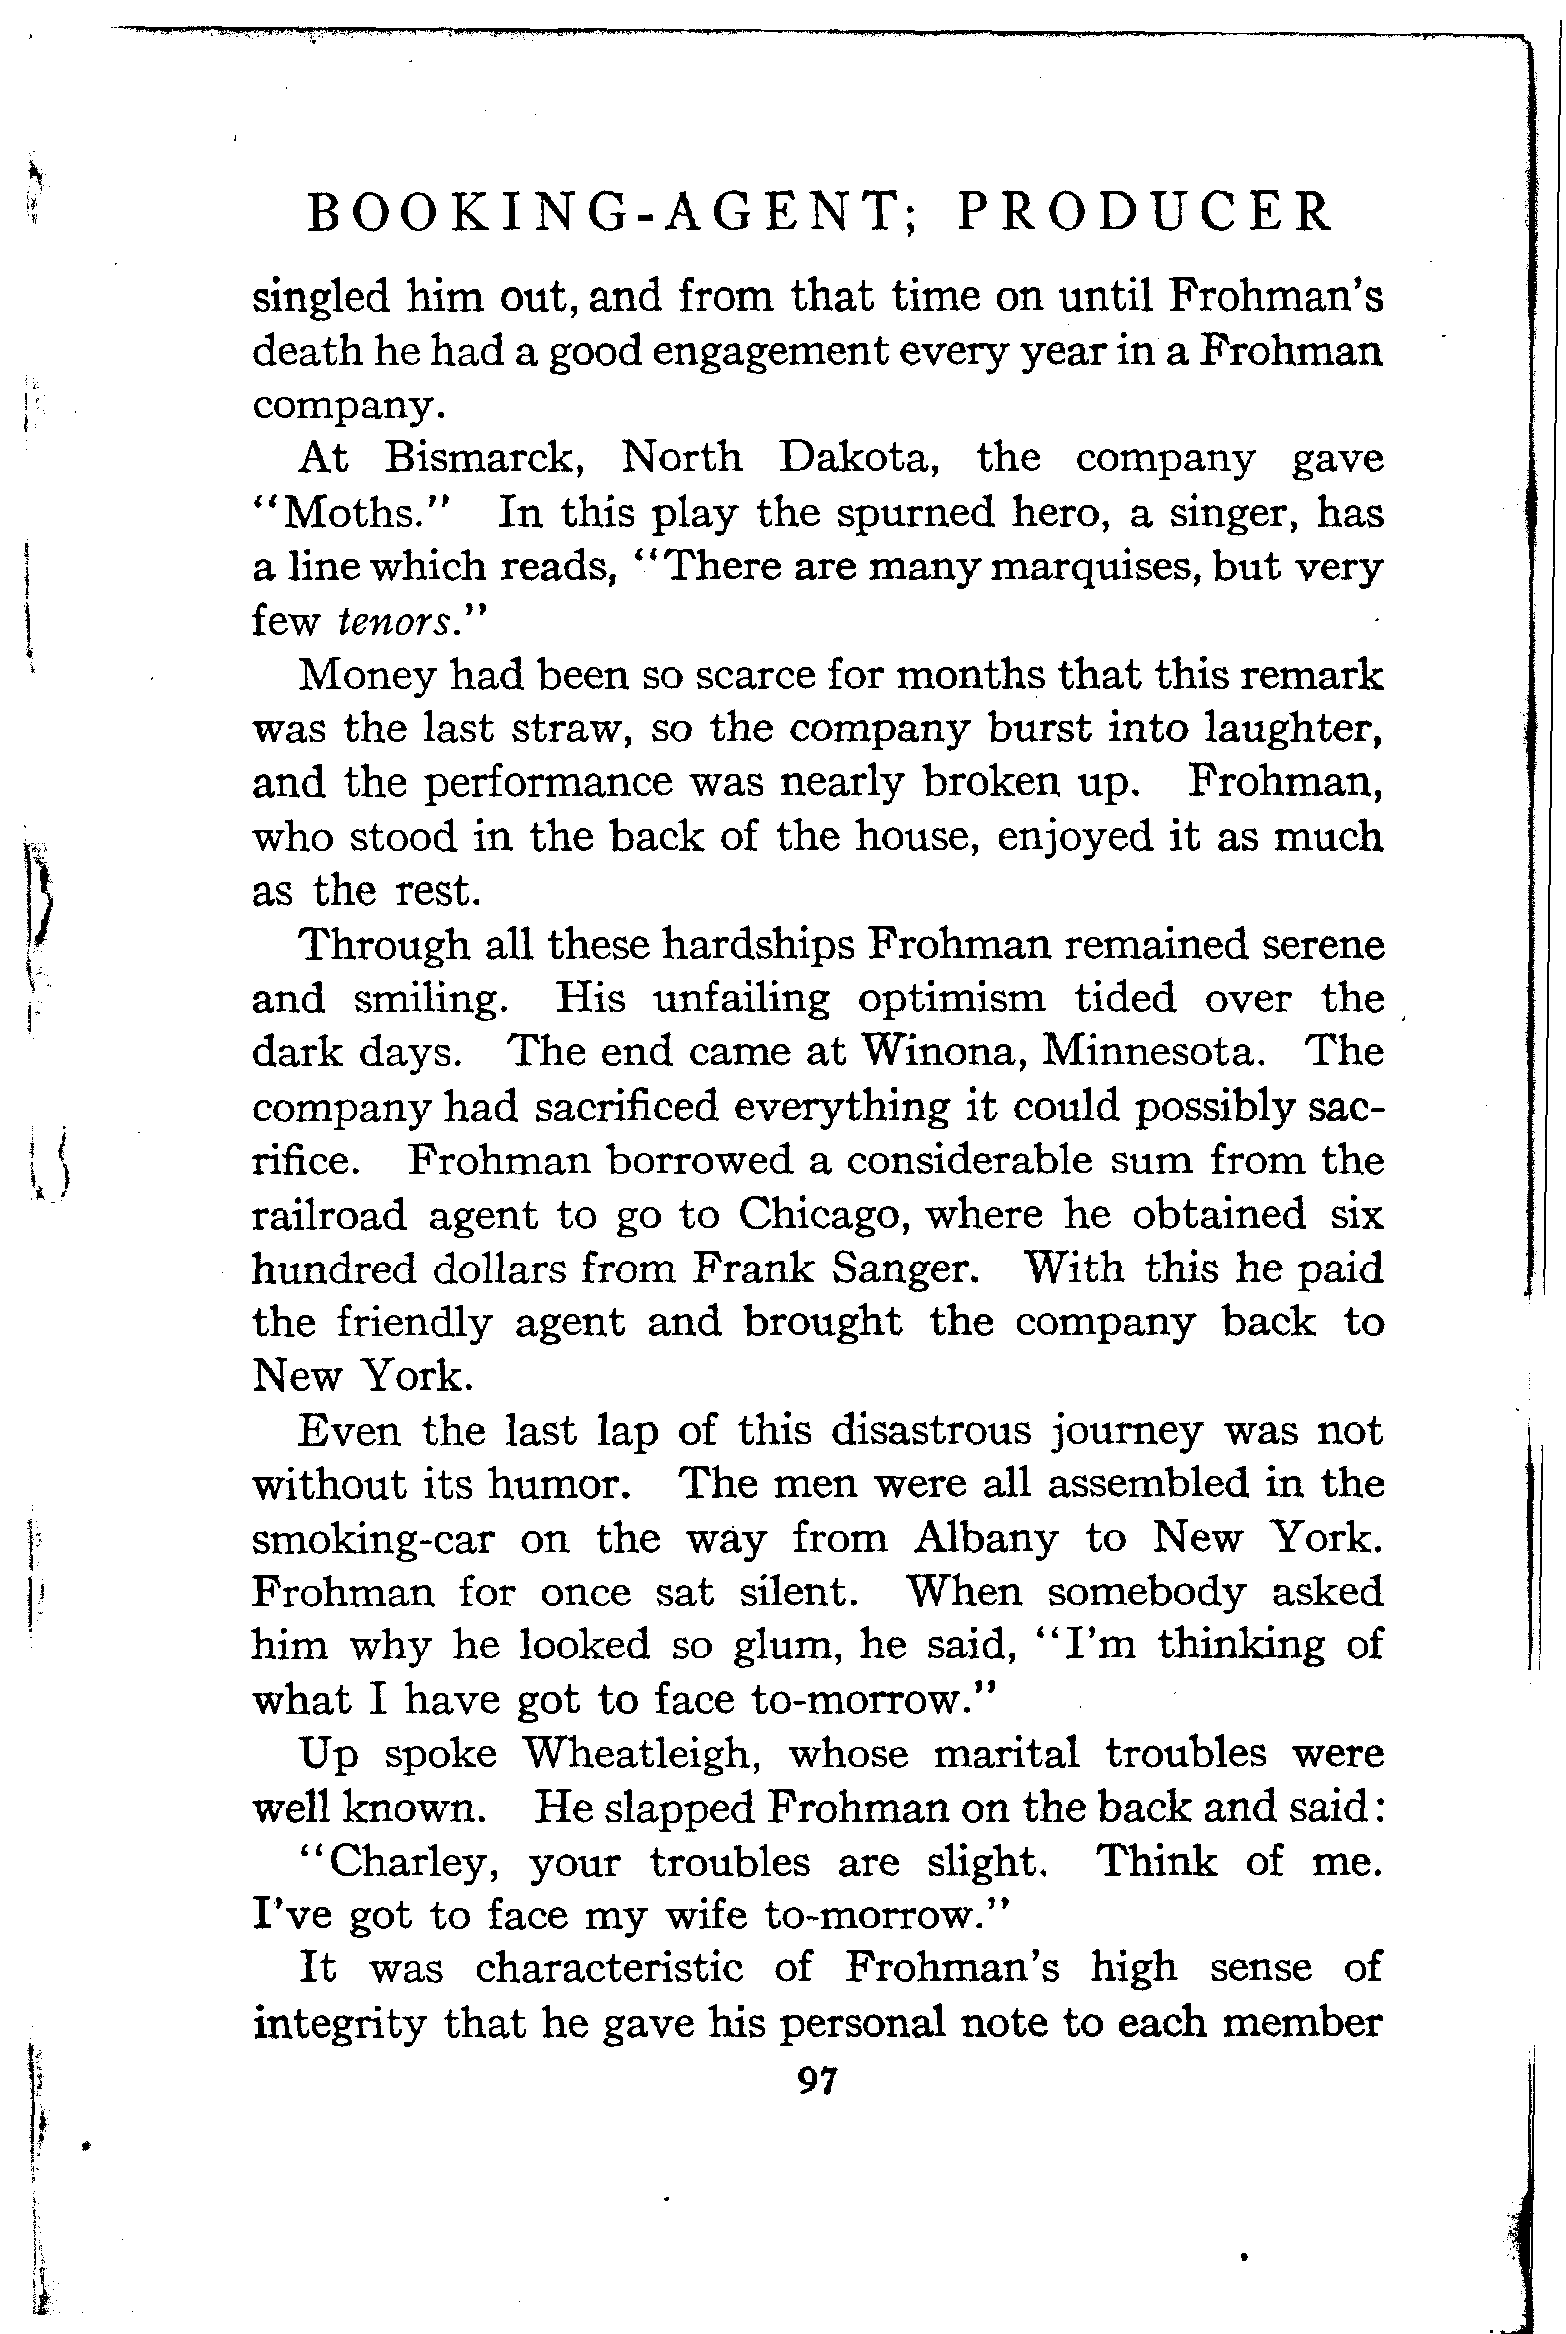 BOOKING-AGENT; PRODUCER
singled him out, and from that time on until Frohman's
death he had a good engagement every year in a Frohman
company.
At Bismarck, North Dakota, the company gave
"Moths." In this play the spurned hero, a singer, has
a line which reads, "There are many marquises, but very
few tenors."
Money had been so scarce for months that this remark
was the last straw, so the company burst into laughter,
and the performance was nearly broken up. Frohman,
who stood in the back of the house, enjoyed it as much
as the rest.
Through all these hardships Frohman remained serene
and smiling. His unfailing optimism tided over the
dark days. The end came at Winona, Minnesota. The
company had sacrificed everything it could possibly sac-
rifice. Frohman borrowed a considerable sum from the
railroad agent to go to Chicago, where he obtained six
hundred dollars from Frank Sanger. With this he paid
the friendly agent and brought the company back to
New York.
Even the last lap of this disastrous journey was not
without its humor. The men were all assembled in the
smoking-car on the way from Albany to New York.
Frohman for once sat silent. When somebody asked
him why he looked so glum, he said, "I'm thinking of
what I have got to face to-morrow."
Up spoke Wheatleigh, whose marital troubles were
well known. He slapped Frohman on the back and said:
"Charley, your troubles are slight. Think of me.
I've got to face my wife to-morrow."
It was characteristic of Frohman's high sense of
integrity that he gave his personal note to each member
97